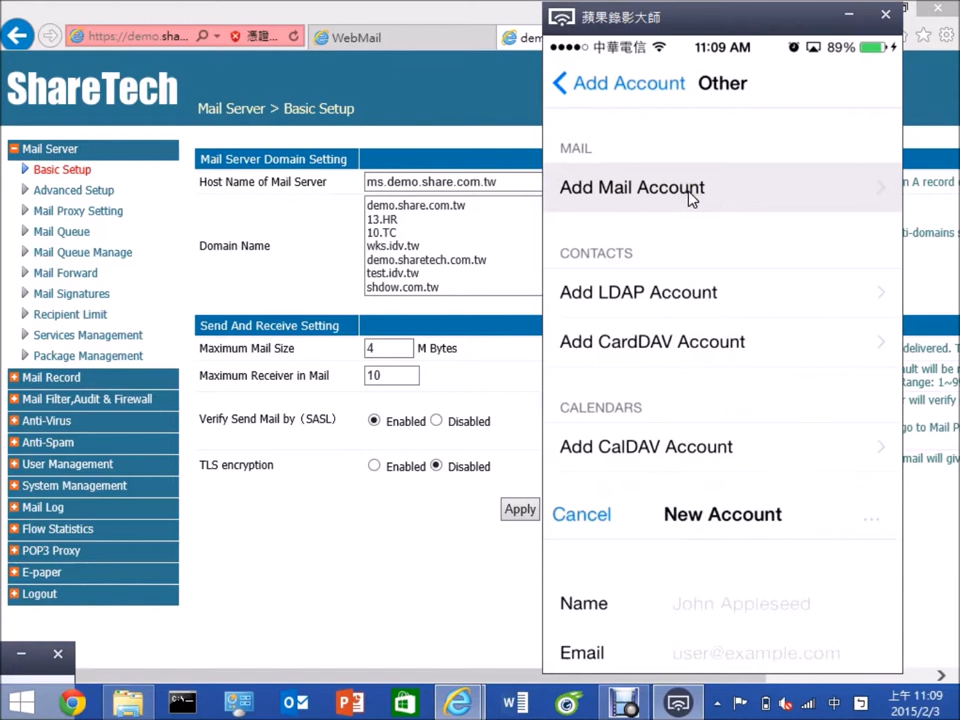 https://demo.sha...
憑證...
WebMail
den
ShareTech
Mail Server > Basic Setup
Mail Server
Basic Setup
Advanced Setup
Mail Proxy Setting
Mail Queue
Mail Queue Manage
Mail Forward
Mail Signatures
Recipient Limit
Services Management
Package Management
Mail Record
Mail Filter,Audit & Firewall
Anti-Virus
Anti-Spam
User Management
System Management
Mail Log
Flow Statistics
POP3 Proxy
E-paper
Logout
Mail Server Domain Setting
Host Name of Mail Server
ms.demo.share.com.tw
Domain Name
demo.share.com.tw
13.HR
10.TC
wks.idv.tw
demo.sharetech.com.tw
test.idv.tw
shdow.com.tw
Send And Receive Setting
Maximum Mail Size
4
M Bytes
Maximum Receiver in Mail
10
Verify Send Mail by（SASL）
Enabled
Disabled
TLS encryption
Enabled
Disabled
Apply
n A record
ti-domains s
delivered. T
ault will be
Range: 1~9
r will verify
go to Mail P
mail will giv
蘋果錄影大師
中華電信
11:09 AM
89%
Add Account
Other
MAIL
Add Mail Account
CONTACTS
Add LDAP Account
Add CardDAV Account
CALENDARS
Add CalDAV Account
Cancel
New Account
...
Name
John Appleseed
Email
user@example.com
中
上午 11:09
2015/2/3